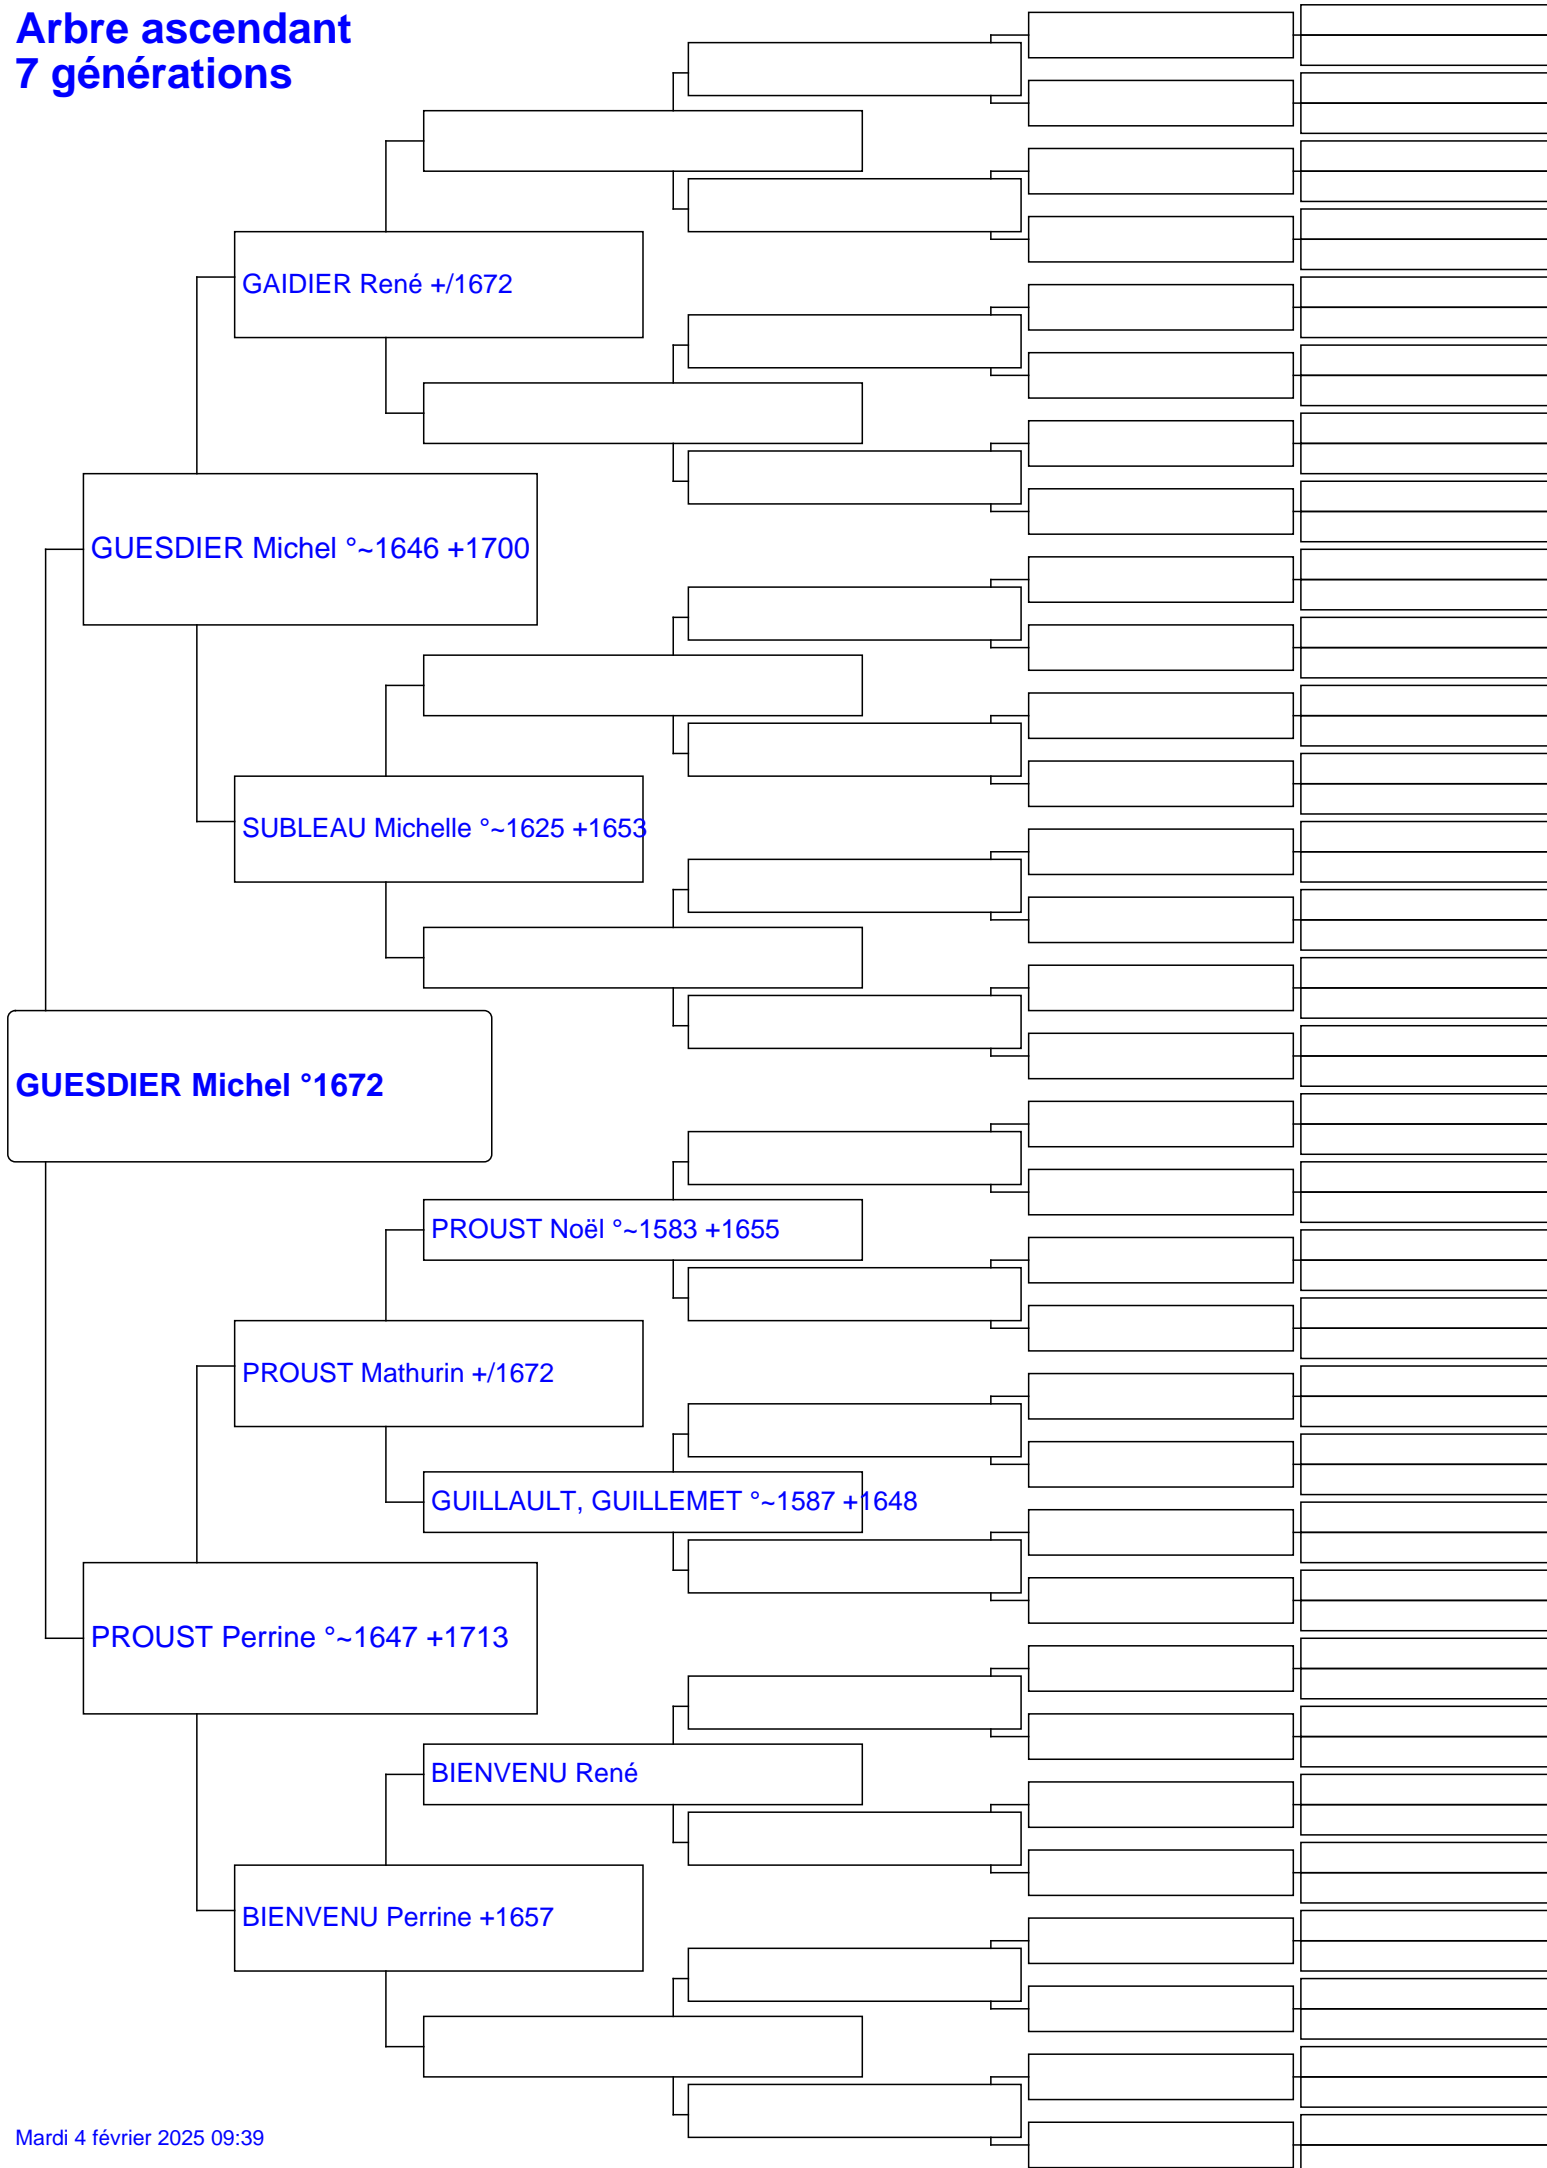 Arbre ascendant
7 générations
GAIDIER René +/1672
GUESDIER Michel °~1646 +1700
SUBLEAU Michelle °~1625 +1653
GUESDIER Michel °1672
PROUST Noël °~1583 +1655
PROUST Mathurin +/1672
GUILLAULT, GUILLEMET °~1587 +1648
PROUST Perrine °~1647 +1713
BIENVENU René
BIENVENU Perrine +1657
Mardi 4 février 2025 09:39